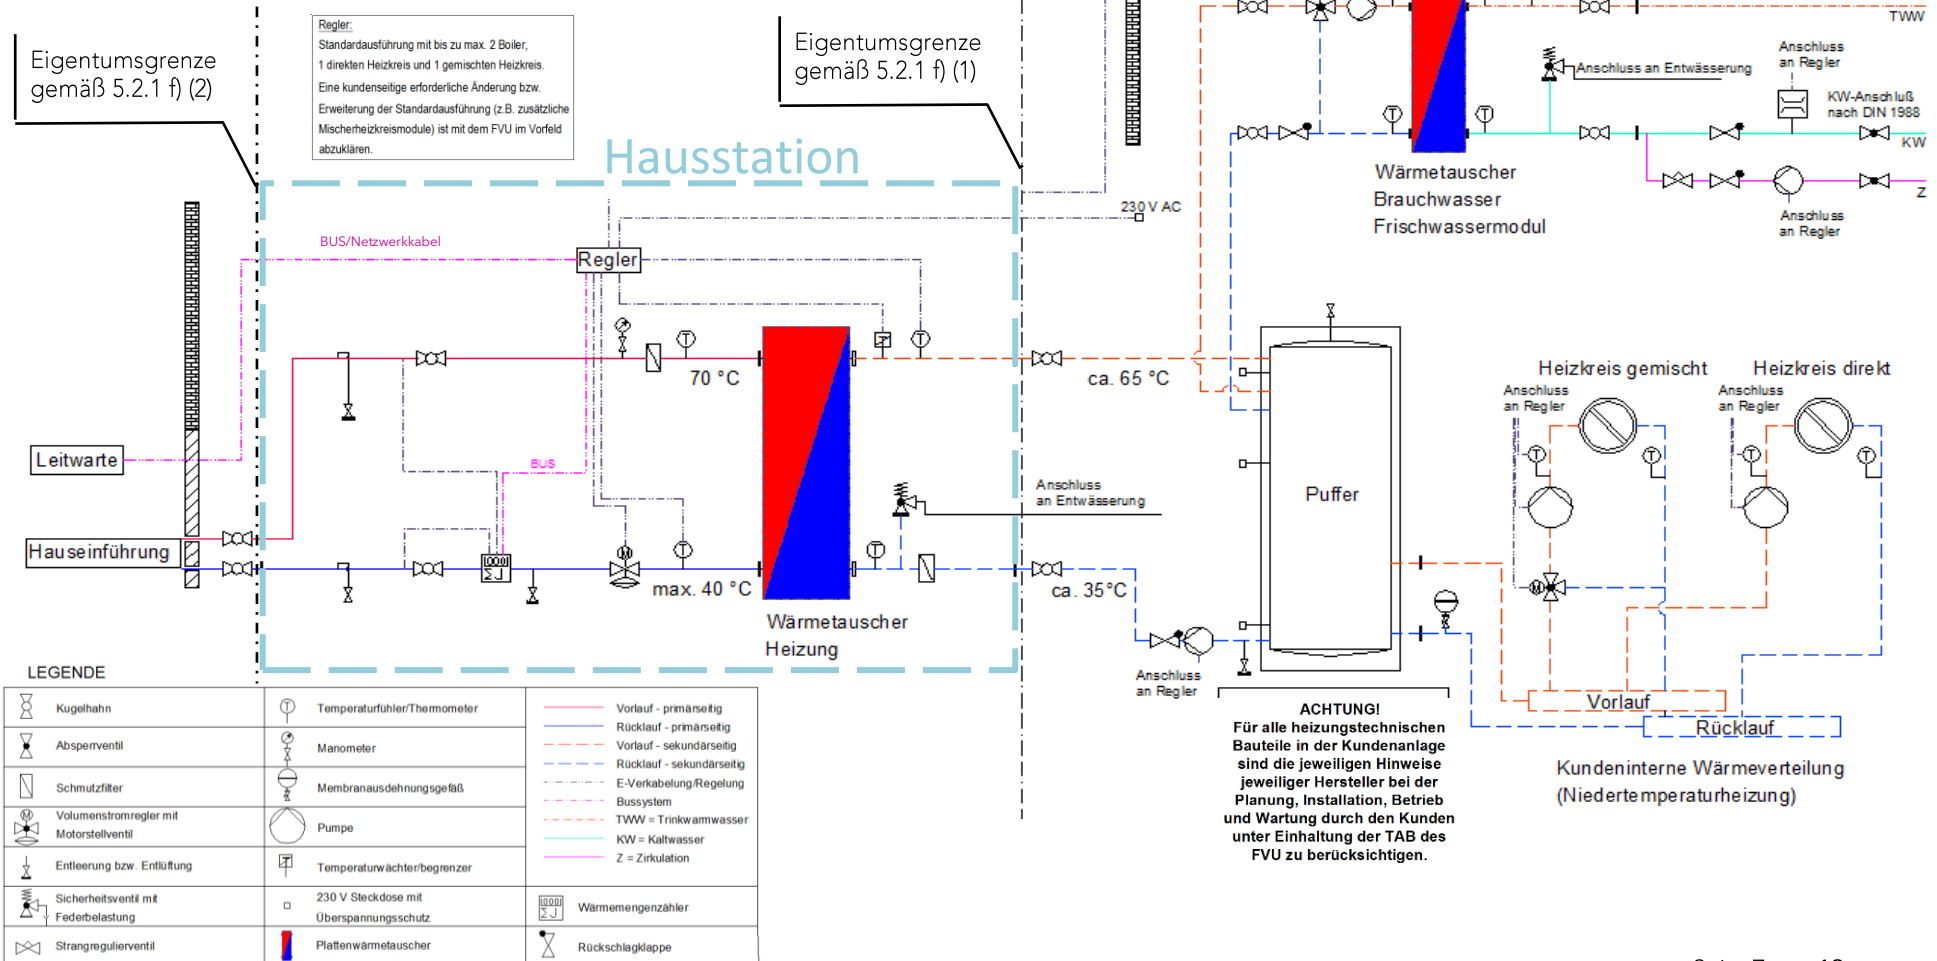 Eigentumsgrenze
gemäß 5.2.1 f) (2)
Regler:
Standardausführung mit bis zu max. 2 Boiler,
1 direkten Heizkreis und 1 gemischten Heizkreis.
Eine kundenseitige erforderliche Änderung bzw.
Erweiterung der Standardausführung (z.B. zusätzliche
Mischerheizkreismodule) ist mit dem FVU im Vorfeld
abzuklären.
Eigentumsgrenze
gemäß 5.2.1 f) (1)
Hausstation
TWW
Anschluss
an Regler
Anschluss an Entwässerung
KW-Anschluß
nach DIN 1988
KW
Z
Anschluss
an Regler
Wärmetauscher
Brauchwasser
Frischwassermodul
230 V AC
BUS/Netzwerkkabel
Regler
T
T
T
T
70 °C
ca. 65 °C
Leitwarte
BUS
Hauseinführung
M
T
T
max. 40 °C
Wärmetauscher
Heizung
Anschluss
an Entwässerung
ca. 35°C
Anschluss
an Regler
Puffer
Heizkreis gemischt
Heizkreis direkt
Anschluss
an Regler
Anschluss
an Regler
T
T
T
T
M
Vorlauf
Rücklauf
Kundeninterne Wärmeverteilung
(Niedertemperaturheizung)
ACHTUNG!
Für alle heizungstechnischen
Bauteile in der Kundenanlage
sind die jeweiligen Hinweise
jeweiliger Hersteller bei der
Planung, Installation, Betrieb
und Wartung durch den Kunden
unter Einhaltung der TAB des
FVU zu berücksichtigen.
LEGENDE
Kugelhahn
Absperrventil
Schmutzfilter
M
Volumenstromregler mit
Motorstellventil
Entleerung bzw. Entlüftung
Sicherheitsventil mit
Federbelastung
Strangregulierventil
T
Temperaturfühler/Thermometer
Manometer
Membranausdehnungsgefäß
Pumpe
Temperaturwächter/begrenzer
230 V Steckdose mit
Überspannungsschutz
Plattenwärmetauscher
Vorlauf - primärseitig
Rücklauf - primärseitig
Vorlauf - sekundärseitig
Rücklauf - sekundärseitig
E-Verkabelung/Regelung
Bussystem
TWW = Trinkwarmwasser
KW = Kaltwasser
Z = Zirkulation
Wärmemengenzähler
Rückschlagklappe